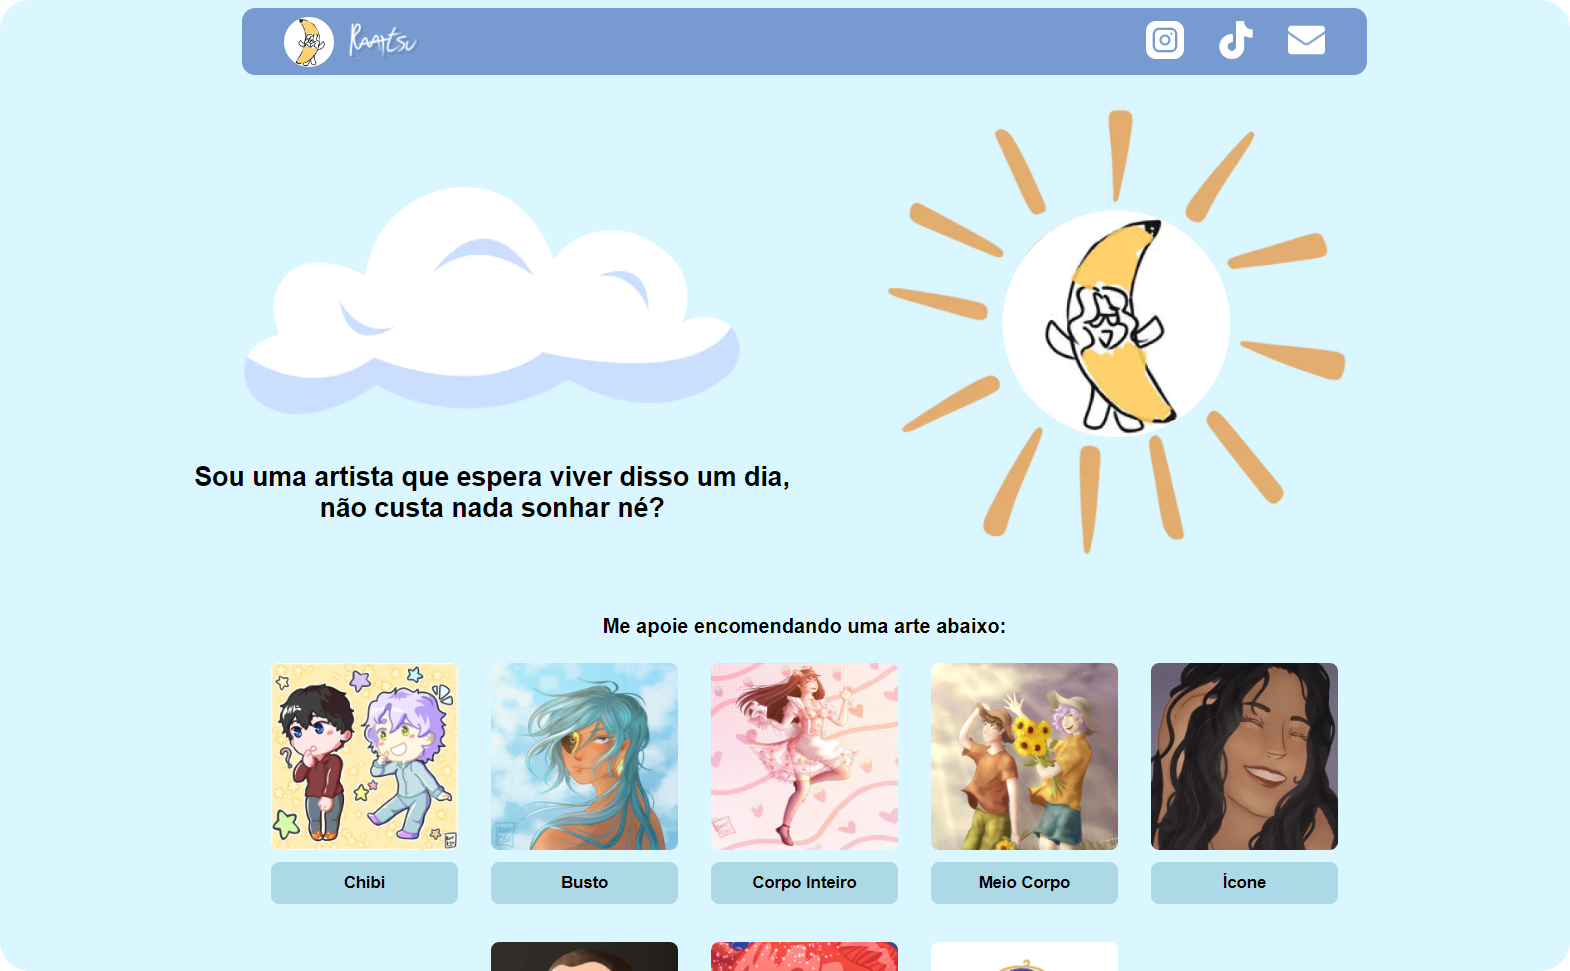 Raatsu
Sou uma artista que espera viver disso um dia,
não custa nada sonhar né?
Me apoie encomendando uma arte abaixo:
Chibi
Busto
Corpo Inteiro
Meio Corpo
Ícone